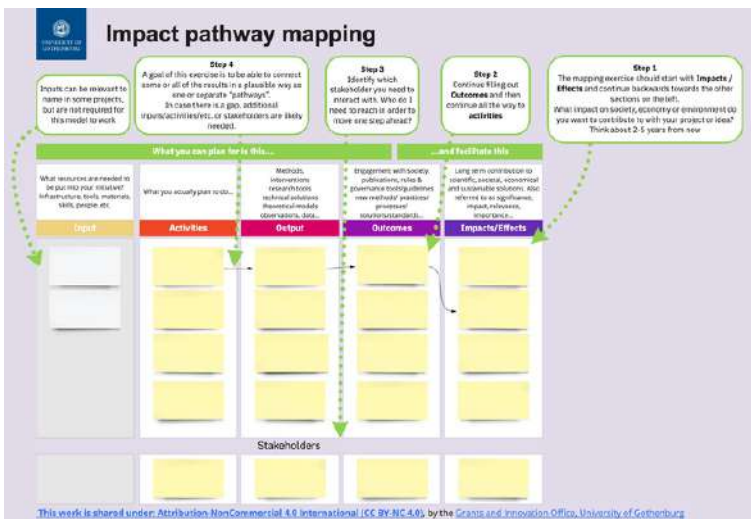 UNIVERSITY OF
GOTHENBURG
Impact pathway mapping
Inputs can be relevant to
name in some projects,
but are not required for
this model to work
Step 4
A goal of this exercise is to be able to connect
some or all of the results in a plausible way so
one or separate "pathways".
In case there is a gap, additional
inputs/activities/etc. or stakeholders are likely
needed.
Step 3
Identify which
stakeholder you need to
interact with. Who do I
need to reach in order to
move one step ahead?
Step 2
Continue filling out
Outcomes and then
continue all the way to
activities
Step 1
The mapping exercise should start with Impacts /
Effects and continue backwards towards the other
sections on the left.
What impact on society, economy or environment do
you want to contribute to with your project or idea?
Think about 2-5 years from now
What you can plan for is this...
...and facilitate this
What resources are needed to
be put into your initiative?
Infrastructure, tools, materials,
skills, people, etc.
Input
What you actually plan to do...
Activities
Methods,
interventions
research tools
technical solutions
theoretical models
observations, data...
Output
Engagement with society,
publications, rules &
governance tools/guidelines
new methods/ practices/
processes/
solutions/standards...
Outcomes
Long term contribution to
scientific, societal, economical
and sustainable solutions. Also
referred to as significance,
impact, relevance,
importance...
Impacts/Effects
Stakeholders
This work is shared under: Attribution-NonCommercial 4.0 International (CC BY-NC 4.0), by the Grants and Innovation Office, University of Gothenburg